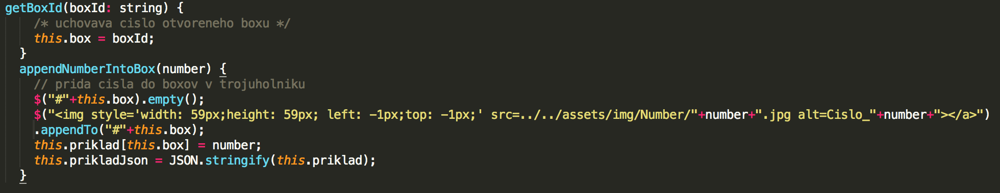 getBoxId(boxId: string) {
/* uchovava cislo otvoreneho boxu */
this.box = boxId;
}
appendNumberIntoBox(number) {
// prida cisla do boxov v trojuholniku
$("#"+this.box).empty();
$("<img style='width: 59px;height: 59px; left: -1px;top: -1px;' src=../../assets/img/Number/"+number+".jpg alt=Cislo_"+number+"></a>")
.appendTo("#"+this.box);
this.priklad[this.box] = number;
this.prikladJson = JSON.stringify(this.priklad);
}